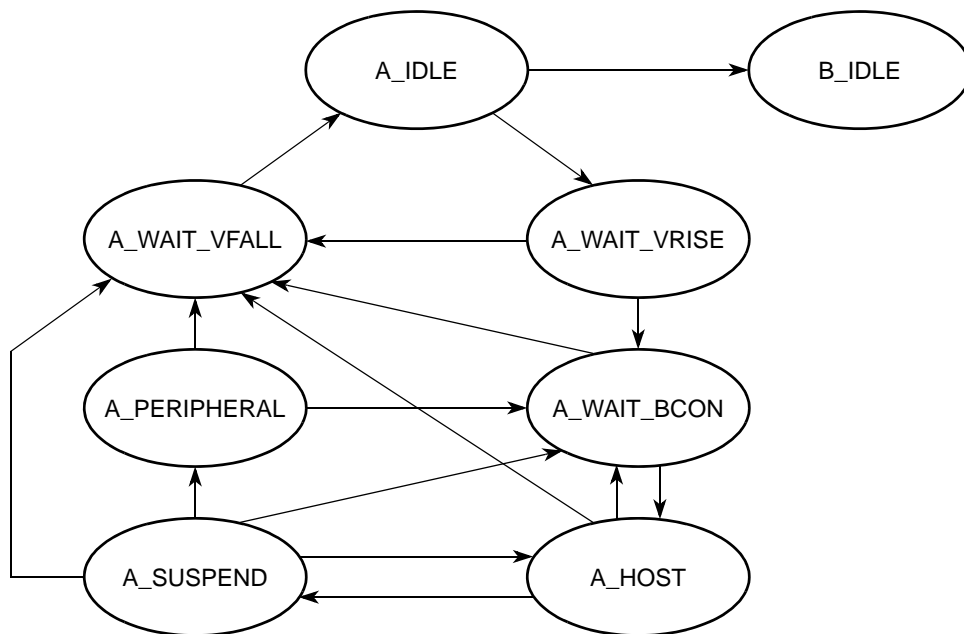 A_IDLE
B_IDLE
A_WAIT_VFALL
A_WAIT_VRISE
A_PERIPHERAL
A_WAIT_BCON
A_SUSPEND
A_HOST